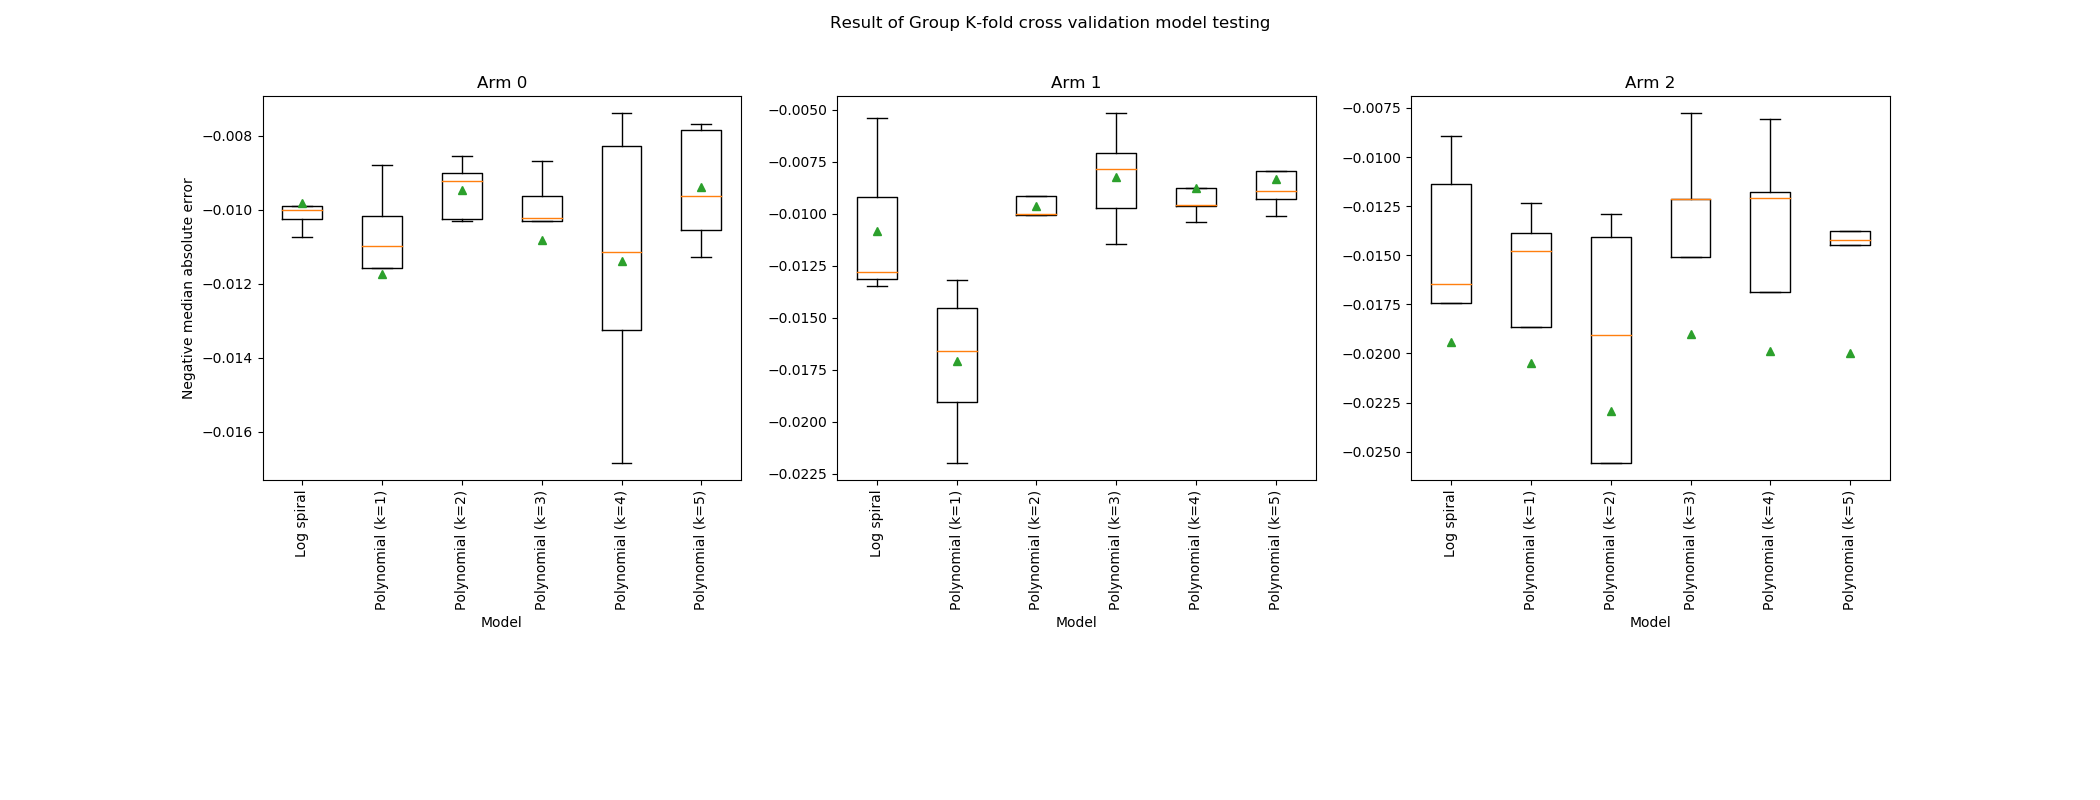 Result of Group K-fold cross validation model testing
Arm 0
Negative median absolute error
−0.008
−0.010
−0.012
−0.014
−0.016
Log spiral
Polynomial (k=1)
Polynomial (k=2)
Polynomial (k=3)
Polynomial (k=4)
Polynomial (k=5)
Model
Arm 1
−0.0050
−0.0075
−0.0100
−0.0125
−0.0150
−0.0175
−0.0200
−0.0225
Log spiral
Polynomial (k=1)
Polynomial (k=2)
Polynomial (k=3)
Polynomial (k=4)
Polynomial (k=5)
Model
Arm 2
−0.0075
−0.0100
−0.0125
−0.0150
−0.0175
−0.0200
−0.0225
−0.0250
Log spiral
Polynomial (k=1)
Polynomial (k=2)
Polynomial (k=3)
Polynomial (k=4)
Polynomial (k=5)
Model